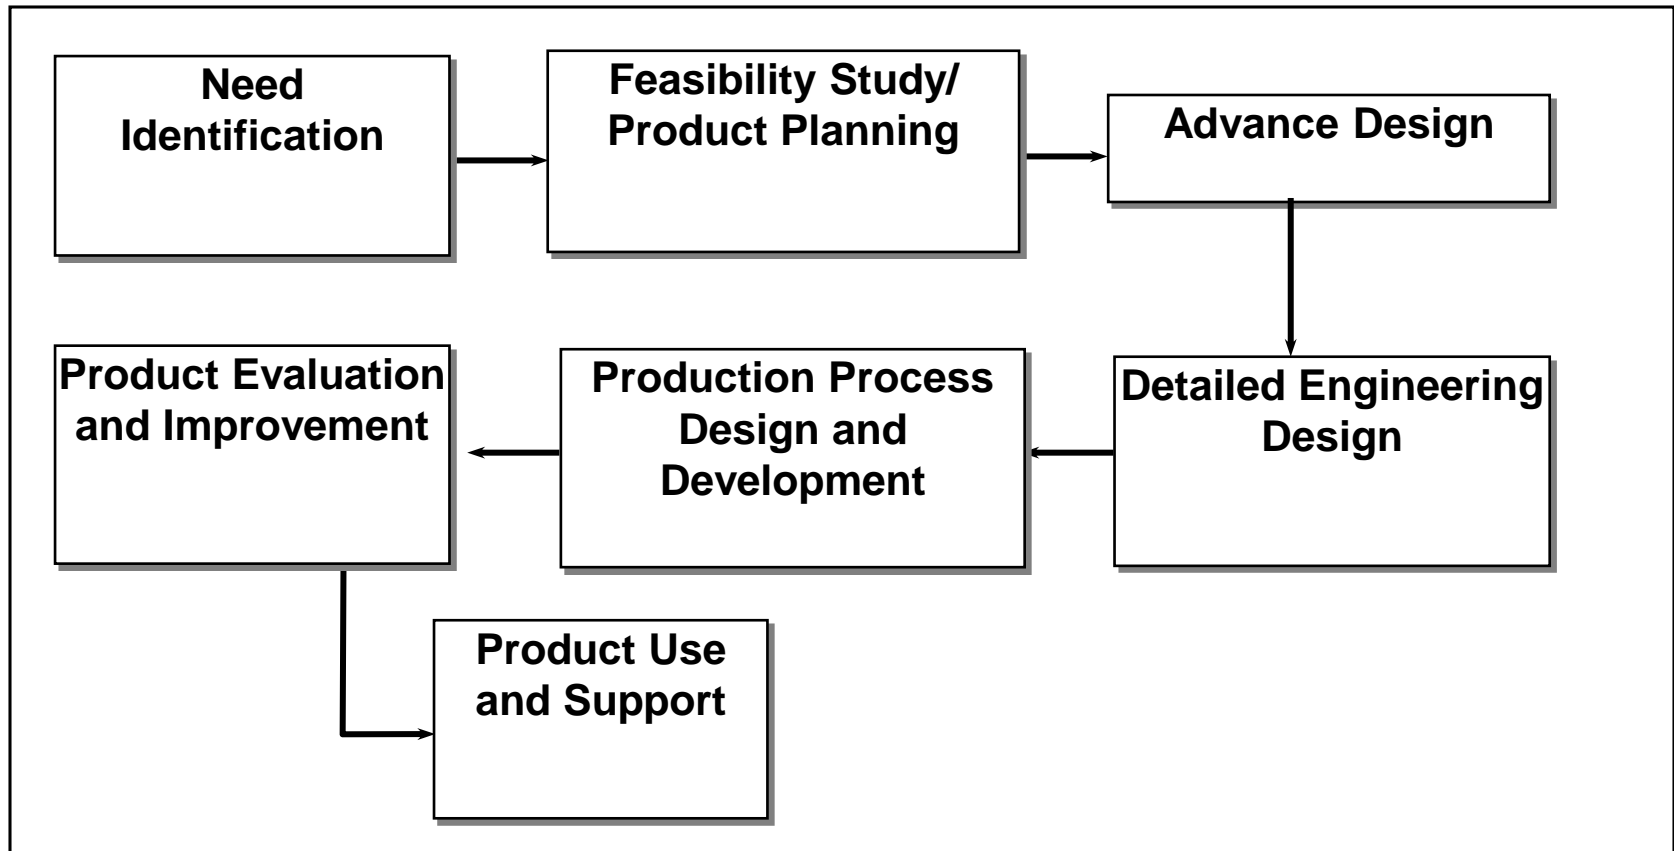 Need
Identification
Feasibility Study/
Product Planning
Advance Design
Product Evaluation
and Improvement
Production Process
Design and
Development
Detailed Engineering
Design
Product Use
and Support